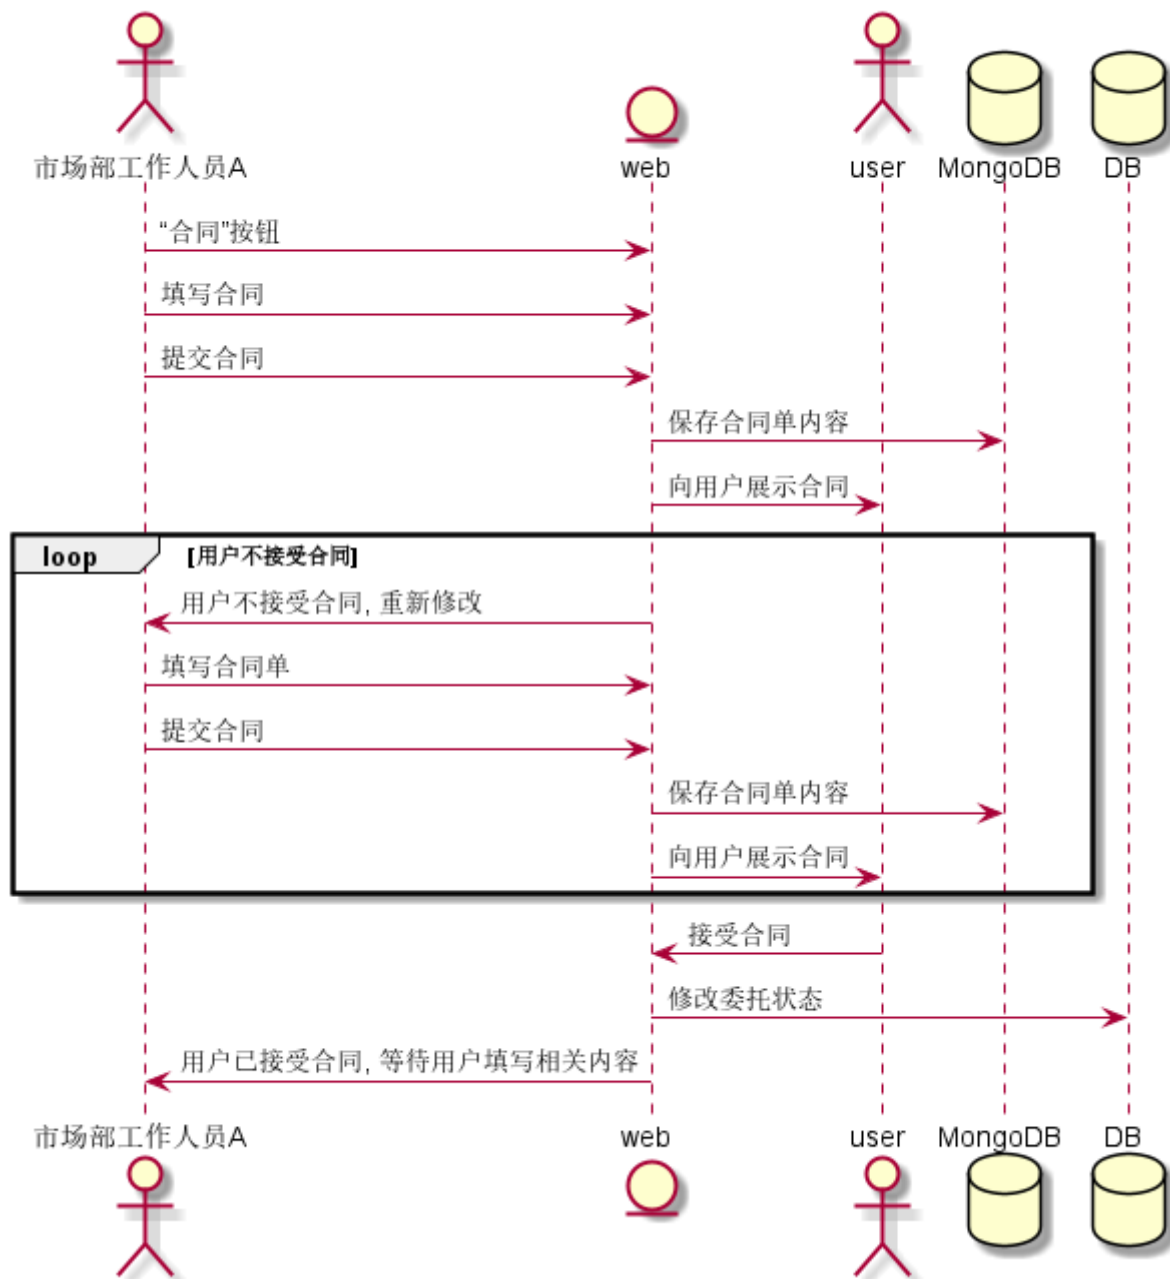 市场部工作人员A web user MongoDB DB
“合同”按钮
填写合同
提交合同
保存合同单内容
向用户展示合同
loop [用户不接受合同]
用户不接受合同, 重新修改
填写合同单
提交合同
保存合同单内容
向用户展示合同
接受合同
修改委托状态
用户已接受合同, 等待用户填写相关内容
市场部工作人员A web user MongoDB DB